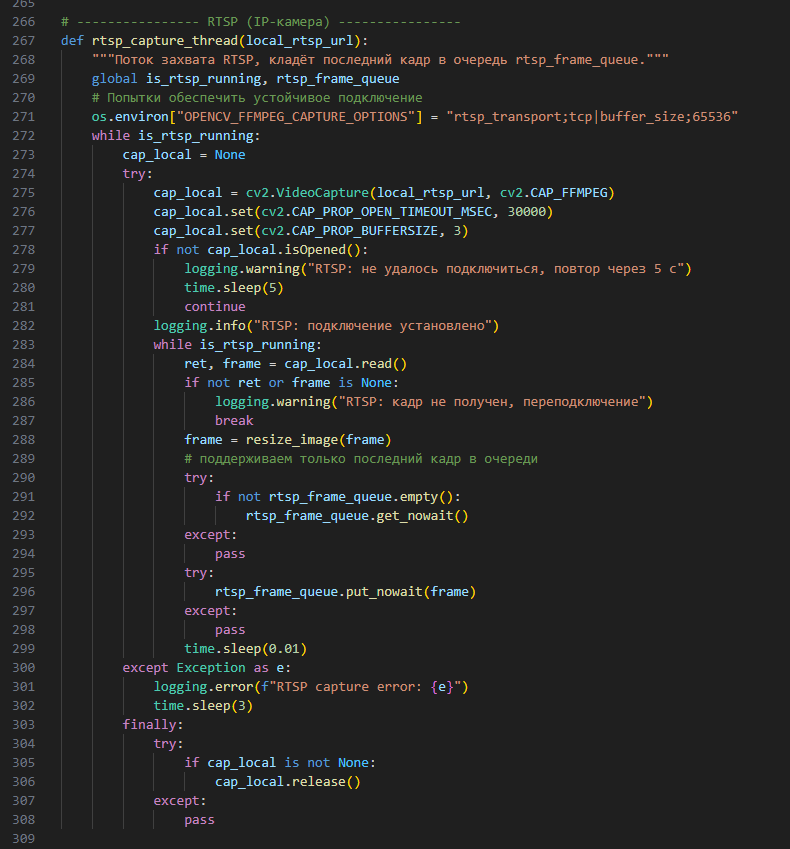 265
266 # ---------------- RTSP (IP-камера) ----------------
267 def rtsp_capture_thread(local_rtsp_url):
268     """Поток захвата RTSP, кладёт последний кадр в очередь rtsp_frame_queue."""
269     global is_rtsp_running, rtsp_frame_queue
270     # Попытки обеспечить устойчивое подключение
271     os.environ["OPENCV_FFMPEG_CAPTURE_OPTIONS"] = "rtsp_transport;tcp|buffer_size;65536"
272     while is_rtsp_running:
273         cap_local = None
274         try:
275             cap_local = cv2.VideoCapture(local_rtsp_url, cv2.CAP_FFMPEG)
276             cap_local.set(cv2.CAP_PROP_OPEN_TIMEOUT_MSEC, 30000)
277             cap_local.set(cv2.CAP_PROP_BUFFERSIZE, 3)
278             if not cap_local.isOpened():
279                 logging.warning("RTSP: не удалось подключиться, повтор через 5 с")
280                 time.sleep(5)
281                 continue
282             logging.info("RTSP: подключение установлено")
283             while is_rtsp_running:
284                 ret, frame = cap_local.read()
285                 if not ret or frame is None:
286                     logging.warning("RTSP: кадр не получен, переподключение")
287                     break
288                 frame = resize_image(frame)
289                 # поддерживаем только последний кадр в очереди
290                 try:
291                     if not rtsp_frame_queue.empty():
292                         rtsp_frame_queue.get_nowait()
293                 except:
294                     pass
295                 try:
296                     rtsp_frame_queue.put_nowait(frame)
297                 except:
298                     pass
299                 time.sleep(0.01)
300         except Exception as e:
301             logging.error(f"RTSP capture error: {e}")
302             time.sleep(3)
303         finally:
304             try:
305                 if cap_local is not None:
306                     cap_local.release()
307             except:
308                 pass
309